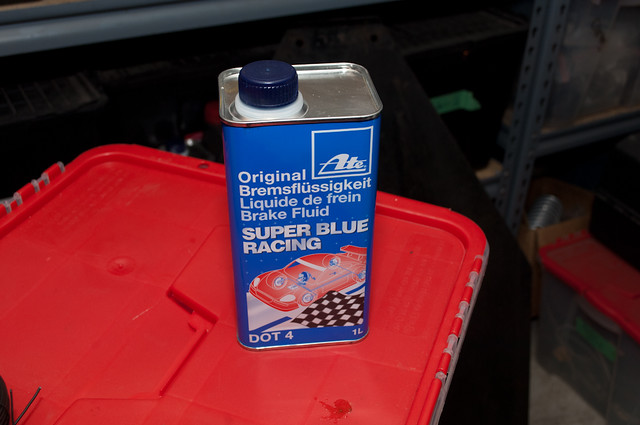 Ate
Original
Bremsflüssigkeit
Liquide de frein
Brake Fluid
SUPER BLUE
RACING
DOT 4 1L